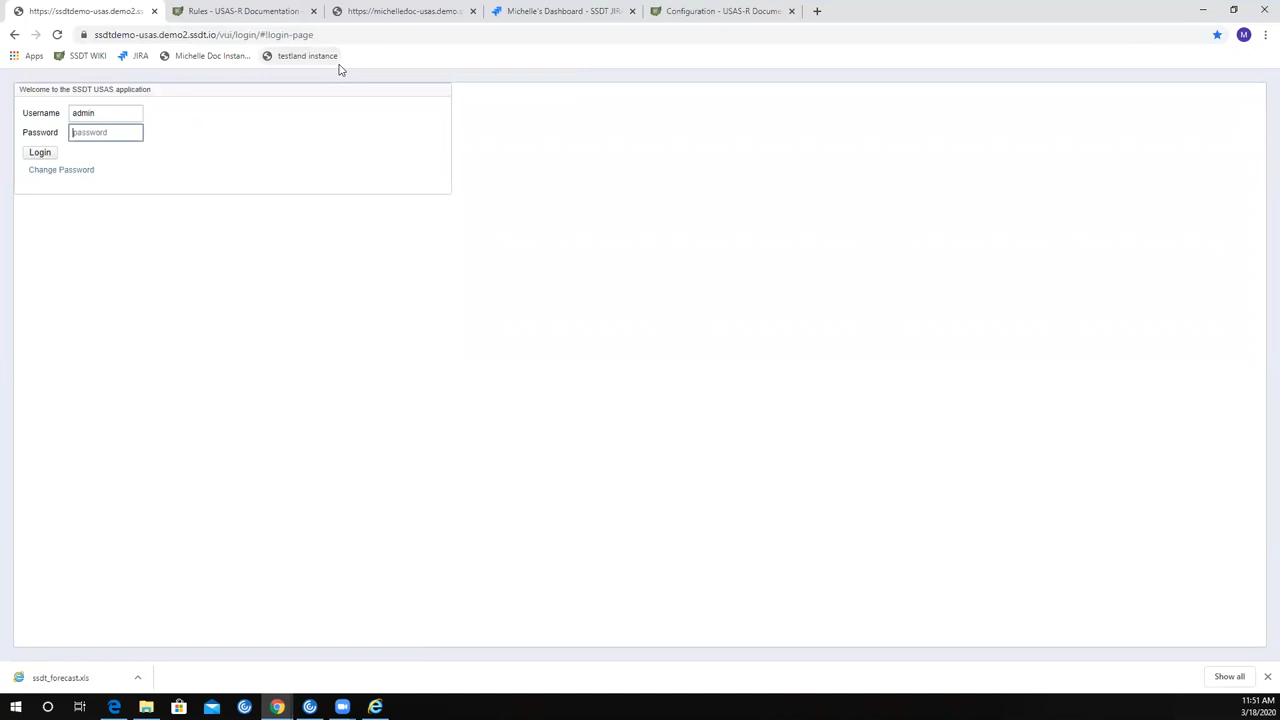 https://ssdtdemo-usas.demo2.ss
Rules - USAS-R Documentation
https://michelledoc-usas.demo.s
Michelle's Dashboard - SSDT JIR
Configuration - USAS-R Docume
ssdtdemo-usas.demo2.ssdt.io/vui/login/#!login-page
M
Apps
SSDT WIKI
JIRA
Michelle Doc Instan...
testland instance
Welcome to the SSDT USAS application
Username admin
Password password
Login
Change Password
ssdt_forecast.xls
Show all
11:51 AM
3/18/2020